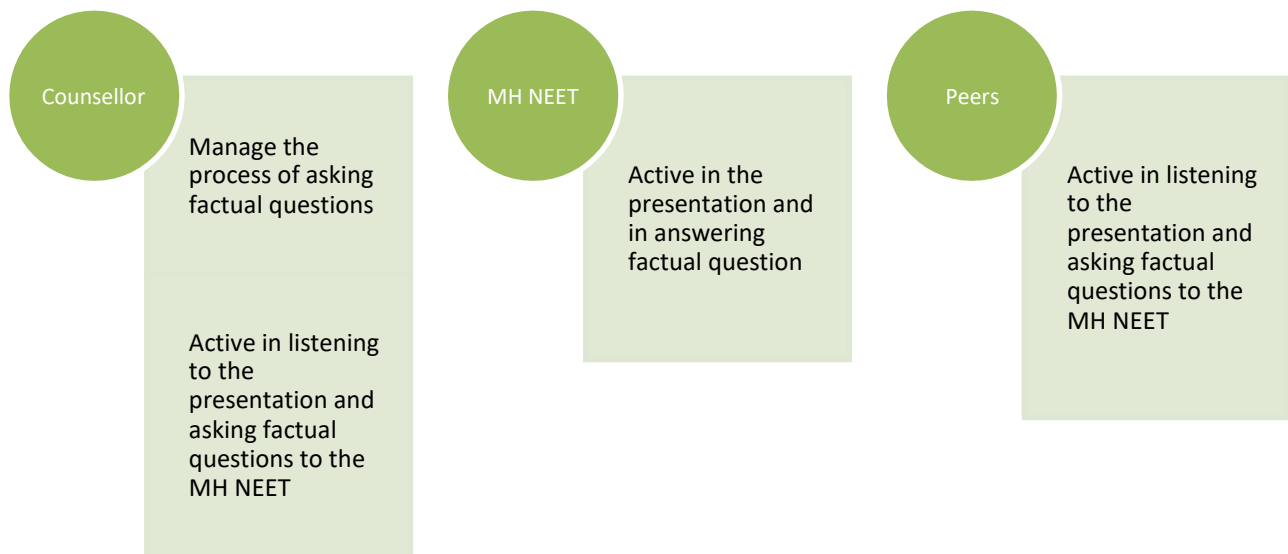 Counsellor
Manage the
process of asking
factual questions
Active in listening
to the
presentation and
asking factual
questions to the
MH NEET
MH NEET
Active in the
presentation and
in answering
factual question
Peers
Active in listening
to the
presentation and
asking factual
questions to the
MH NEET